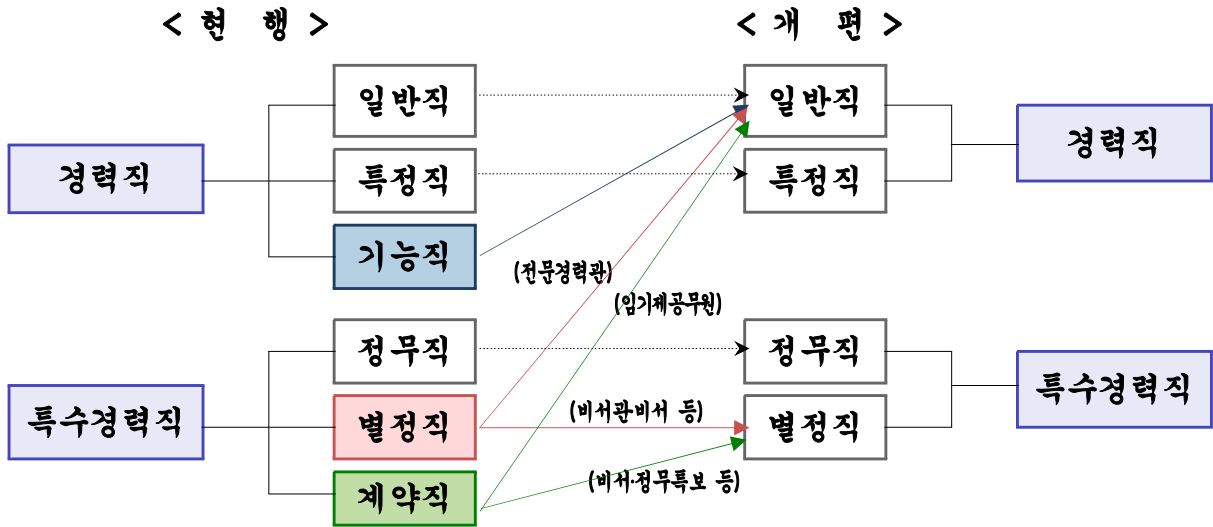 < 현 행 >
< 개 편 >
일반직
일반직
경력직
경력직
특정직
특정직
기능직
(전문경력관)
(임기제공무원)
정무직
정무직
특수경력직
특수경력직
별정직
(비서관·비서 등)
별정직
계약직
(비서·정무특보 등)